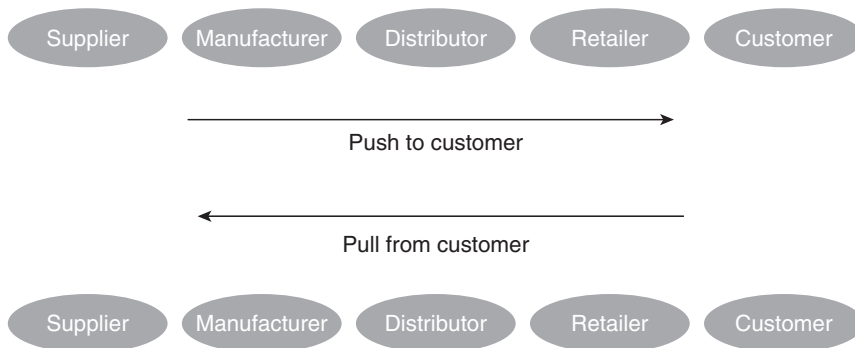 Supplier Manufacturer Distributor Retailer Customer
Push to customer
Pull from customer
Supplier Manufacturer Distributor Retailer Customer